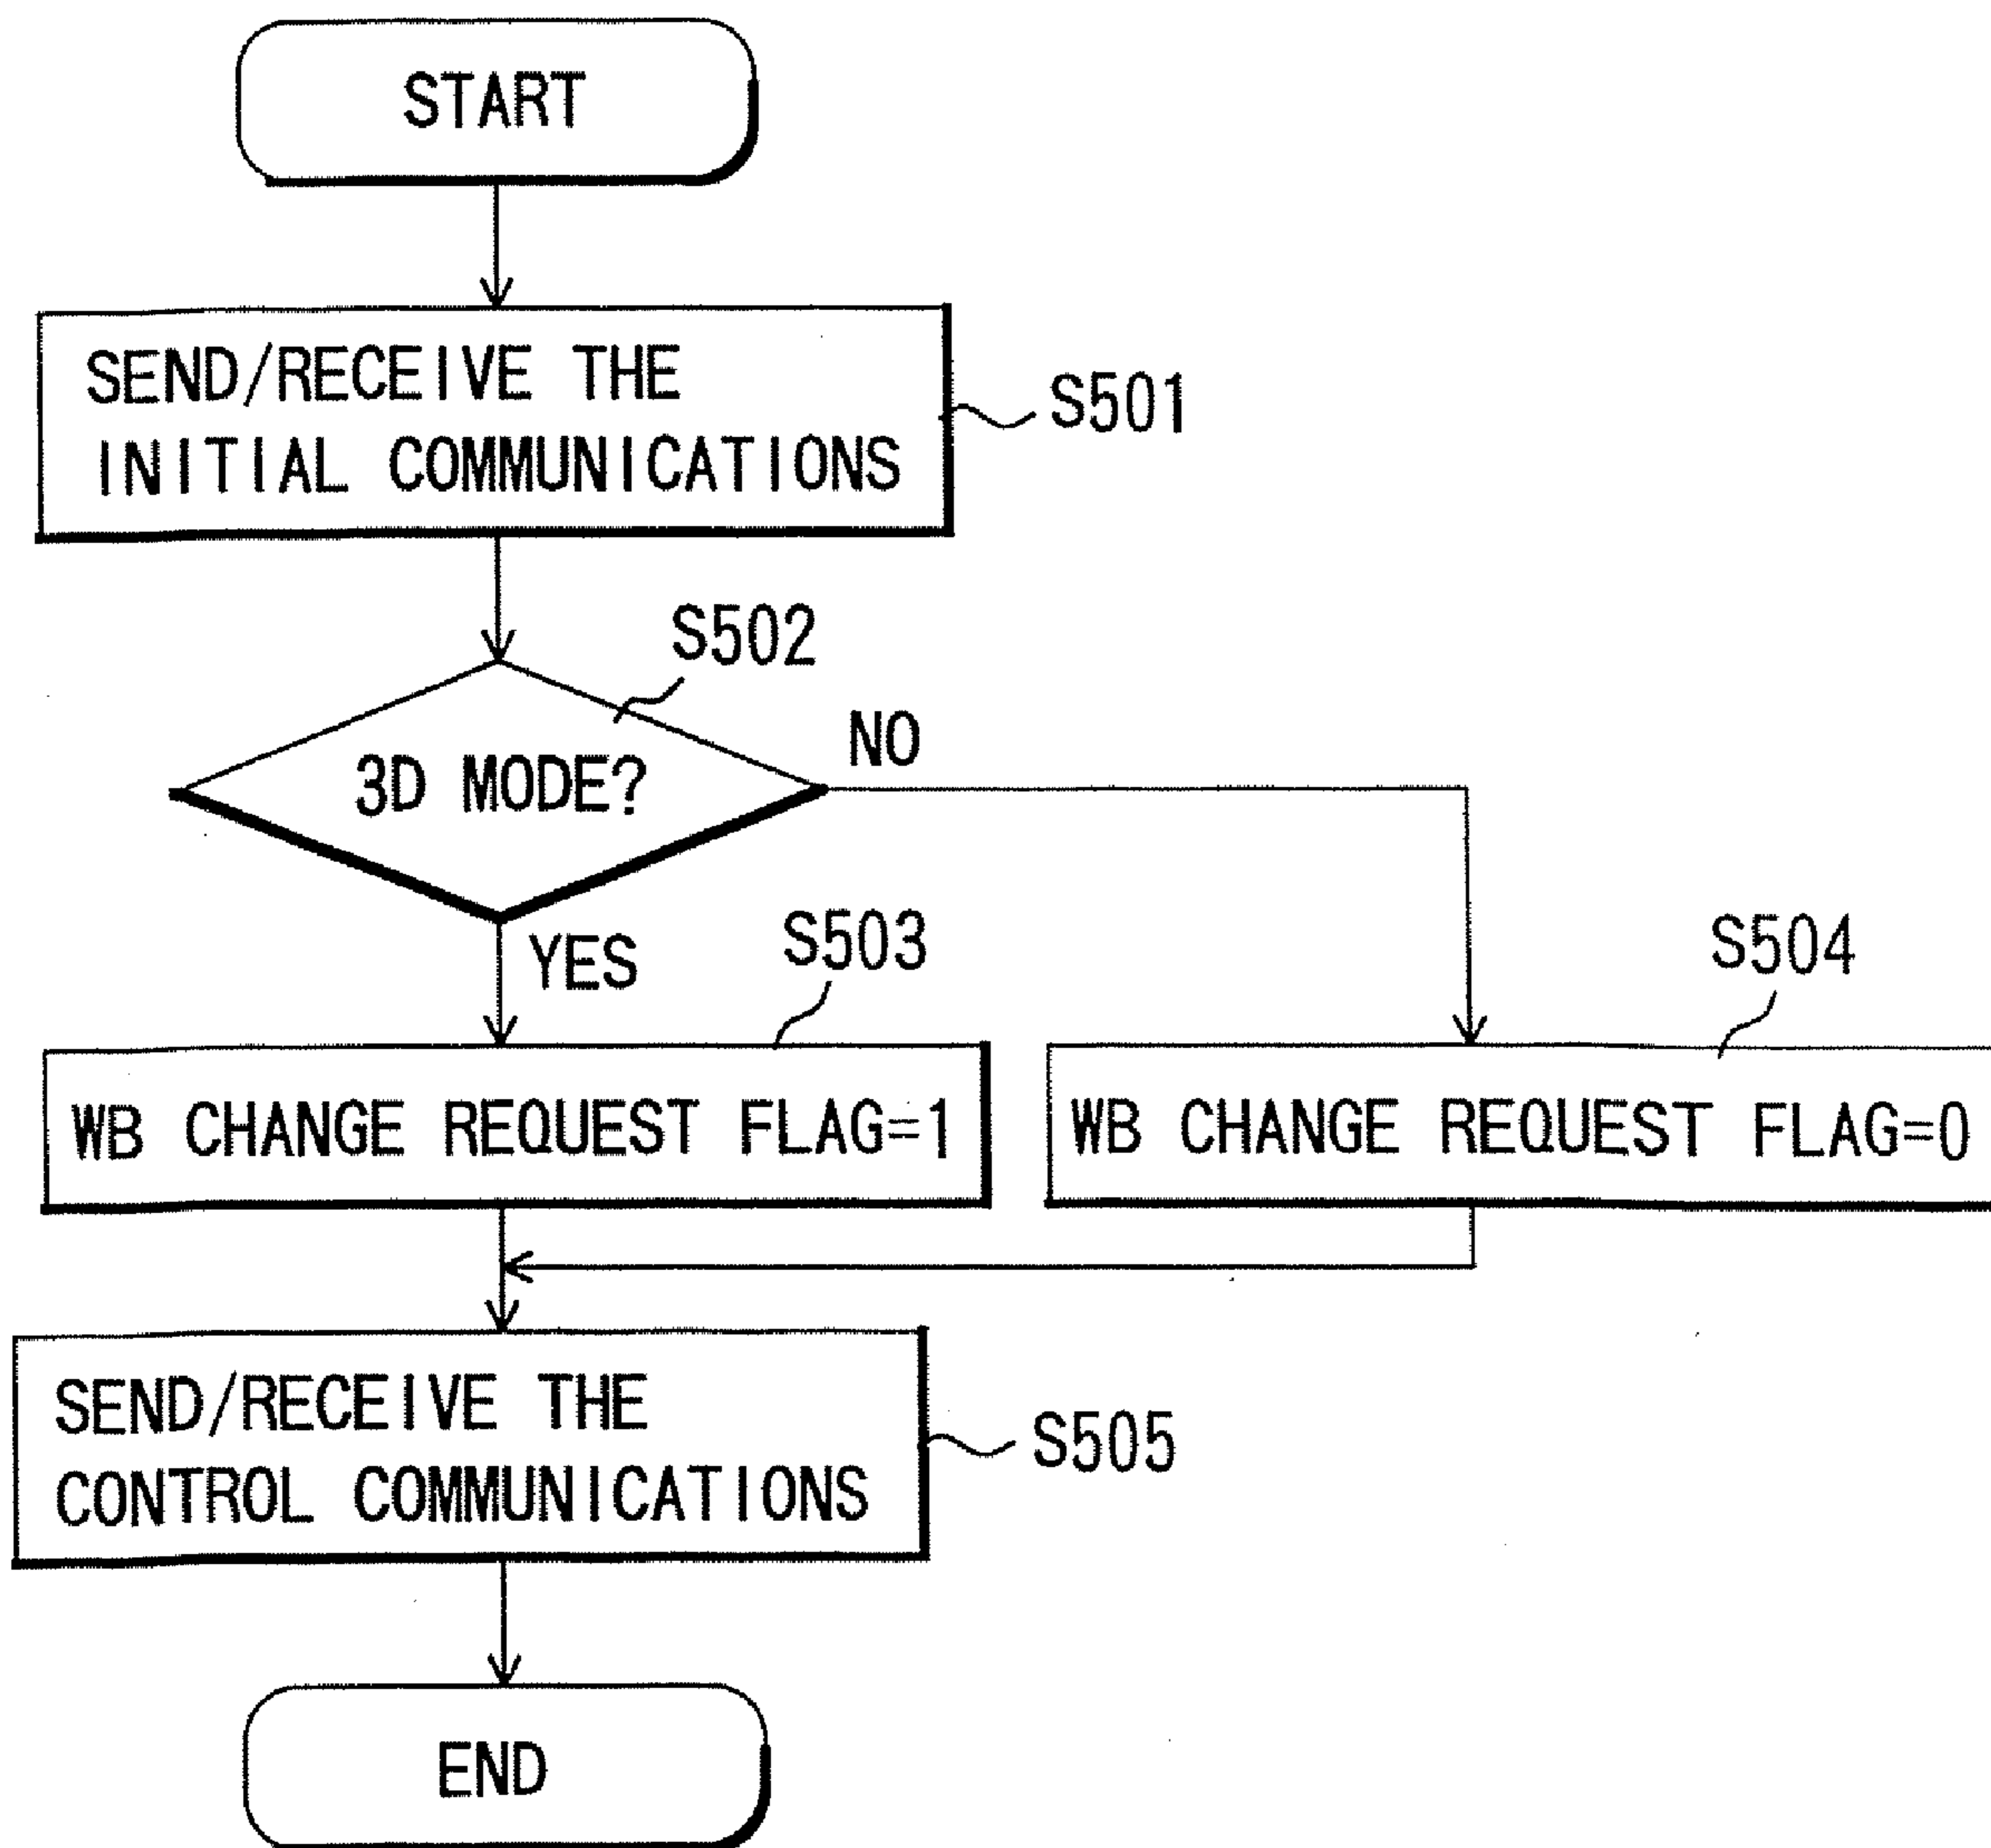 START
SEND/RECEIVE THE
INITIAL COMMUNICATIONS
S501
S502
3D MODE?
NO
YES
S503
S504
WB CHANGE REQUEST FLAG=1
WB CHANGE REQUEST FLAG=0
SEND/RECEIVE THE
CONTROL COMMUNICATIONS
S505
END